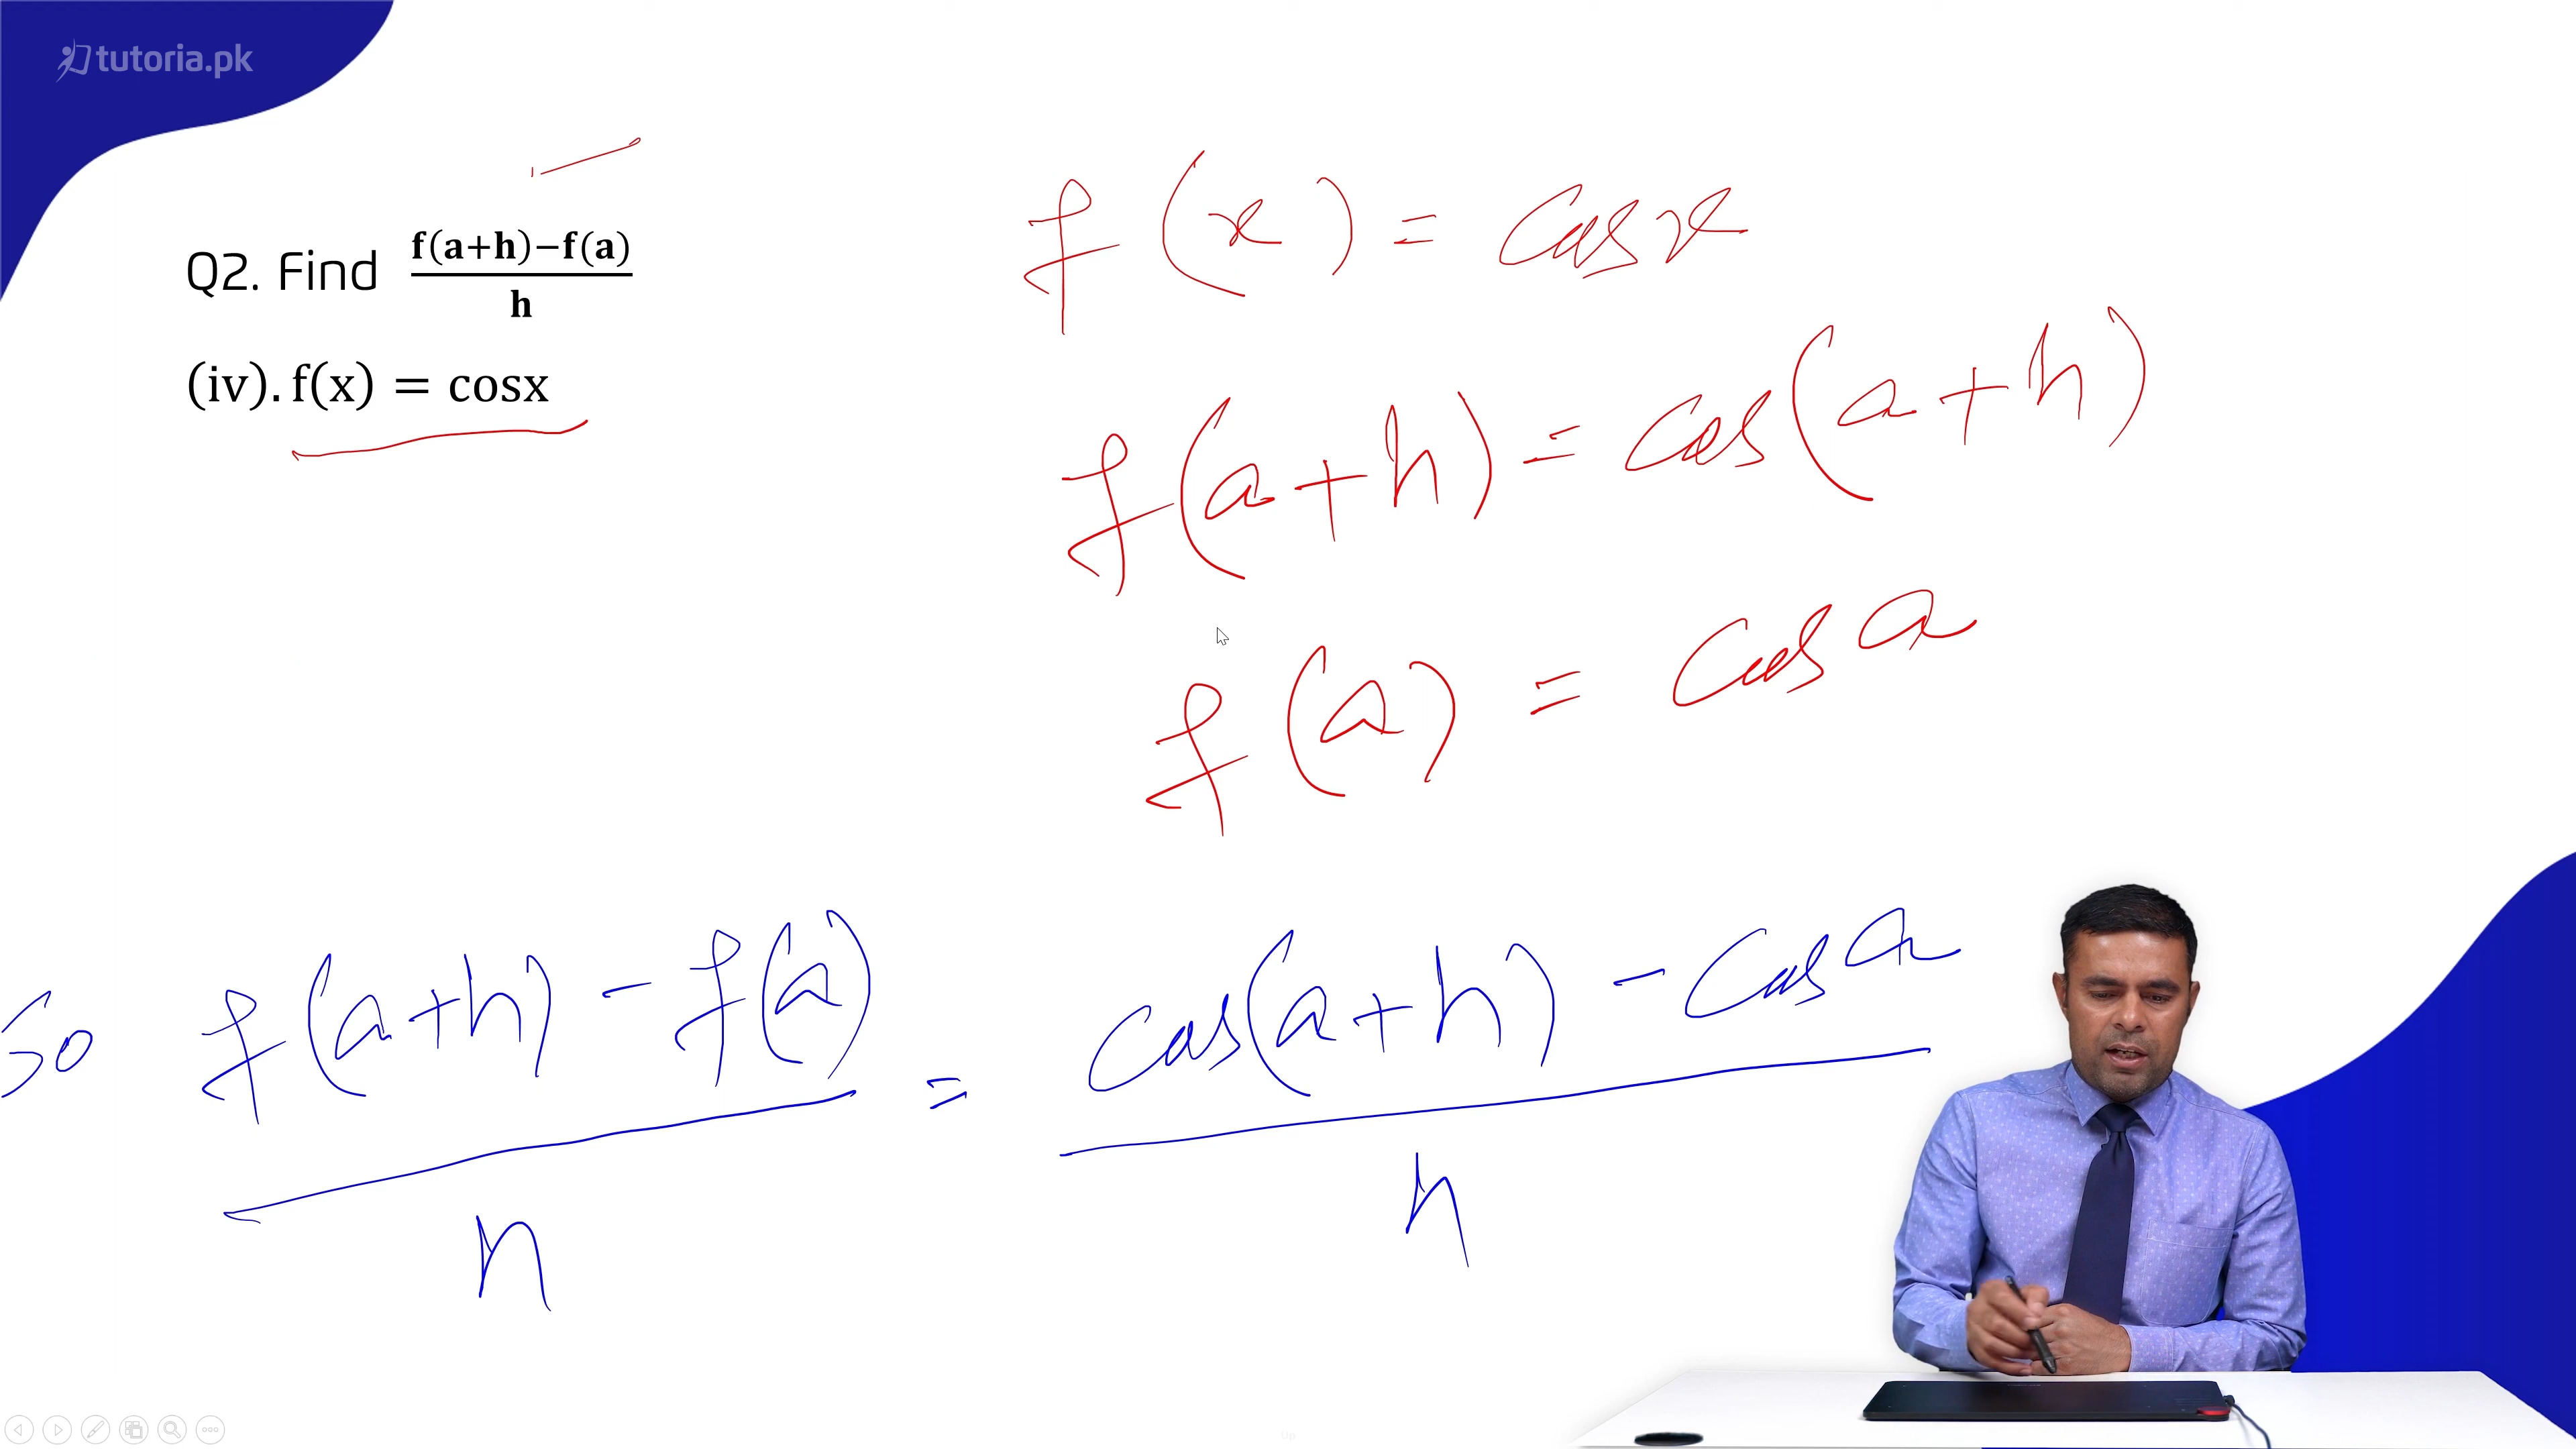 tutoria.pk
Q2. Find f(a+h)−f(a)
h
(iv). f(x) = cosx
f(x) = cosx
f(a+h) = cos(a+h)
f(a) = cos a
So f(a+h) - f(a) = cos(a+h) - cos a
h h